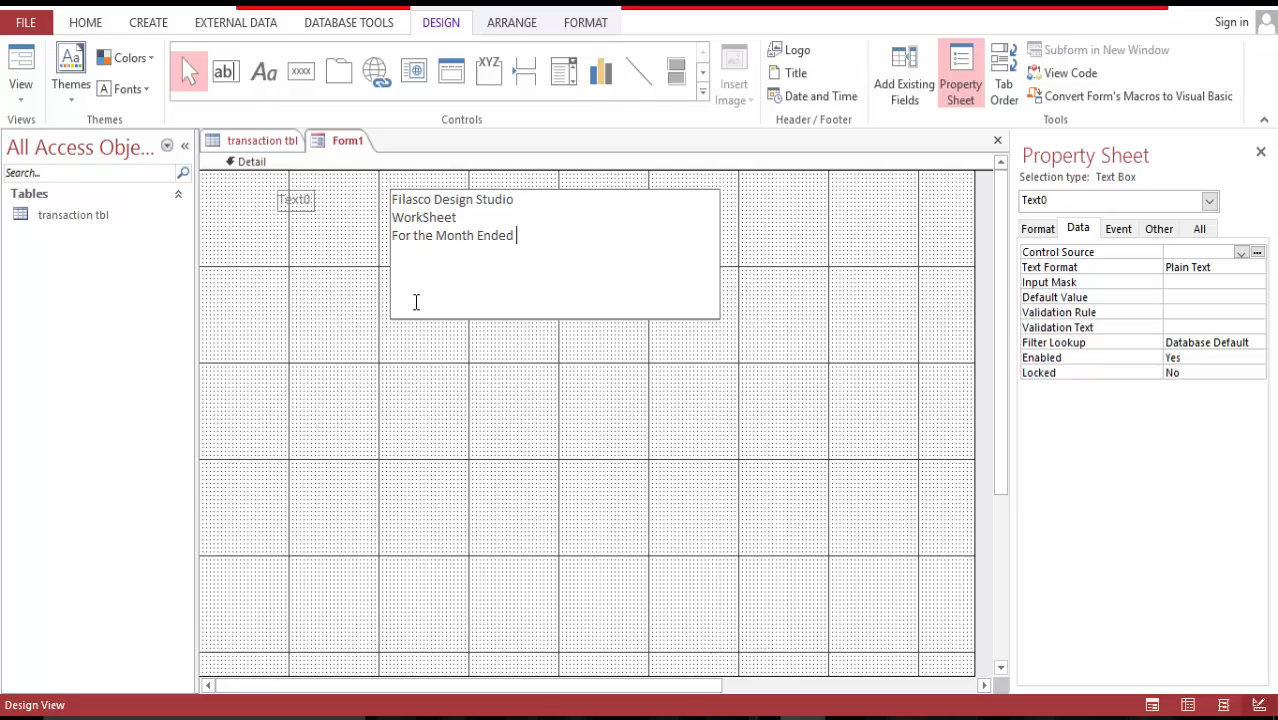 FILE HOME CREATE EXTERNAL DATA DATABASE TOOLS DESIGN ARRANGE FORMAT Sign in
View
Views
Themes
Colors
Fonts
Themes
Aa
xxxx
XYZ
Controls
Insert
Image
Logo
Title
Date and Time
Header / Footer
Add Existing
Fields
Property
Sheet
Tab
Order
Subform in New Window
View Code
Convert Form's Macros to Visual Basic
Tools
All Access Obje...
Search...
Tables
transaction tbl
transaction tbl Form1
Detail
Text0
Filasco Design Studio
WorkSheet
For the Month Ended
Property Sheet
Selection type: Text Box
Text0
Format Data Event Other All
Control Source
Text Format Plain Text
Input Mask
Default Value
Validation Rule
Validation Text
Filter Lookup Database Default
Enabled Yes
Locked No
Design View